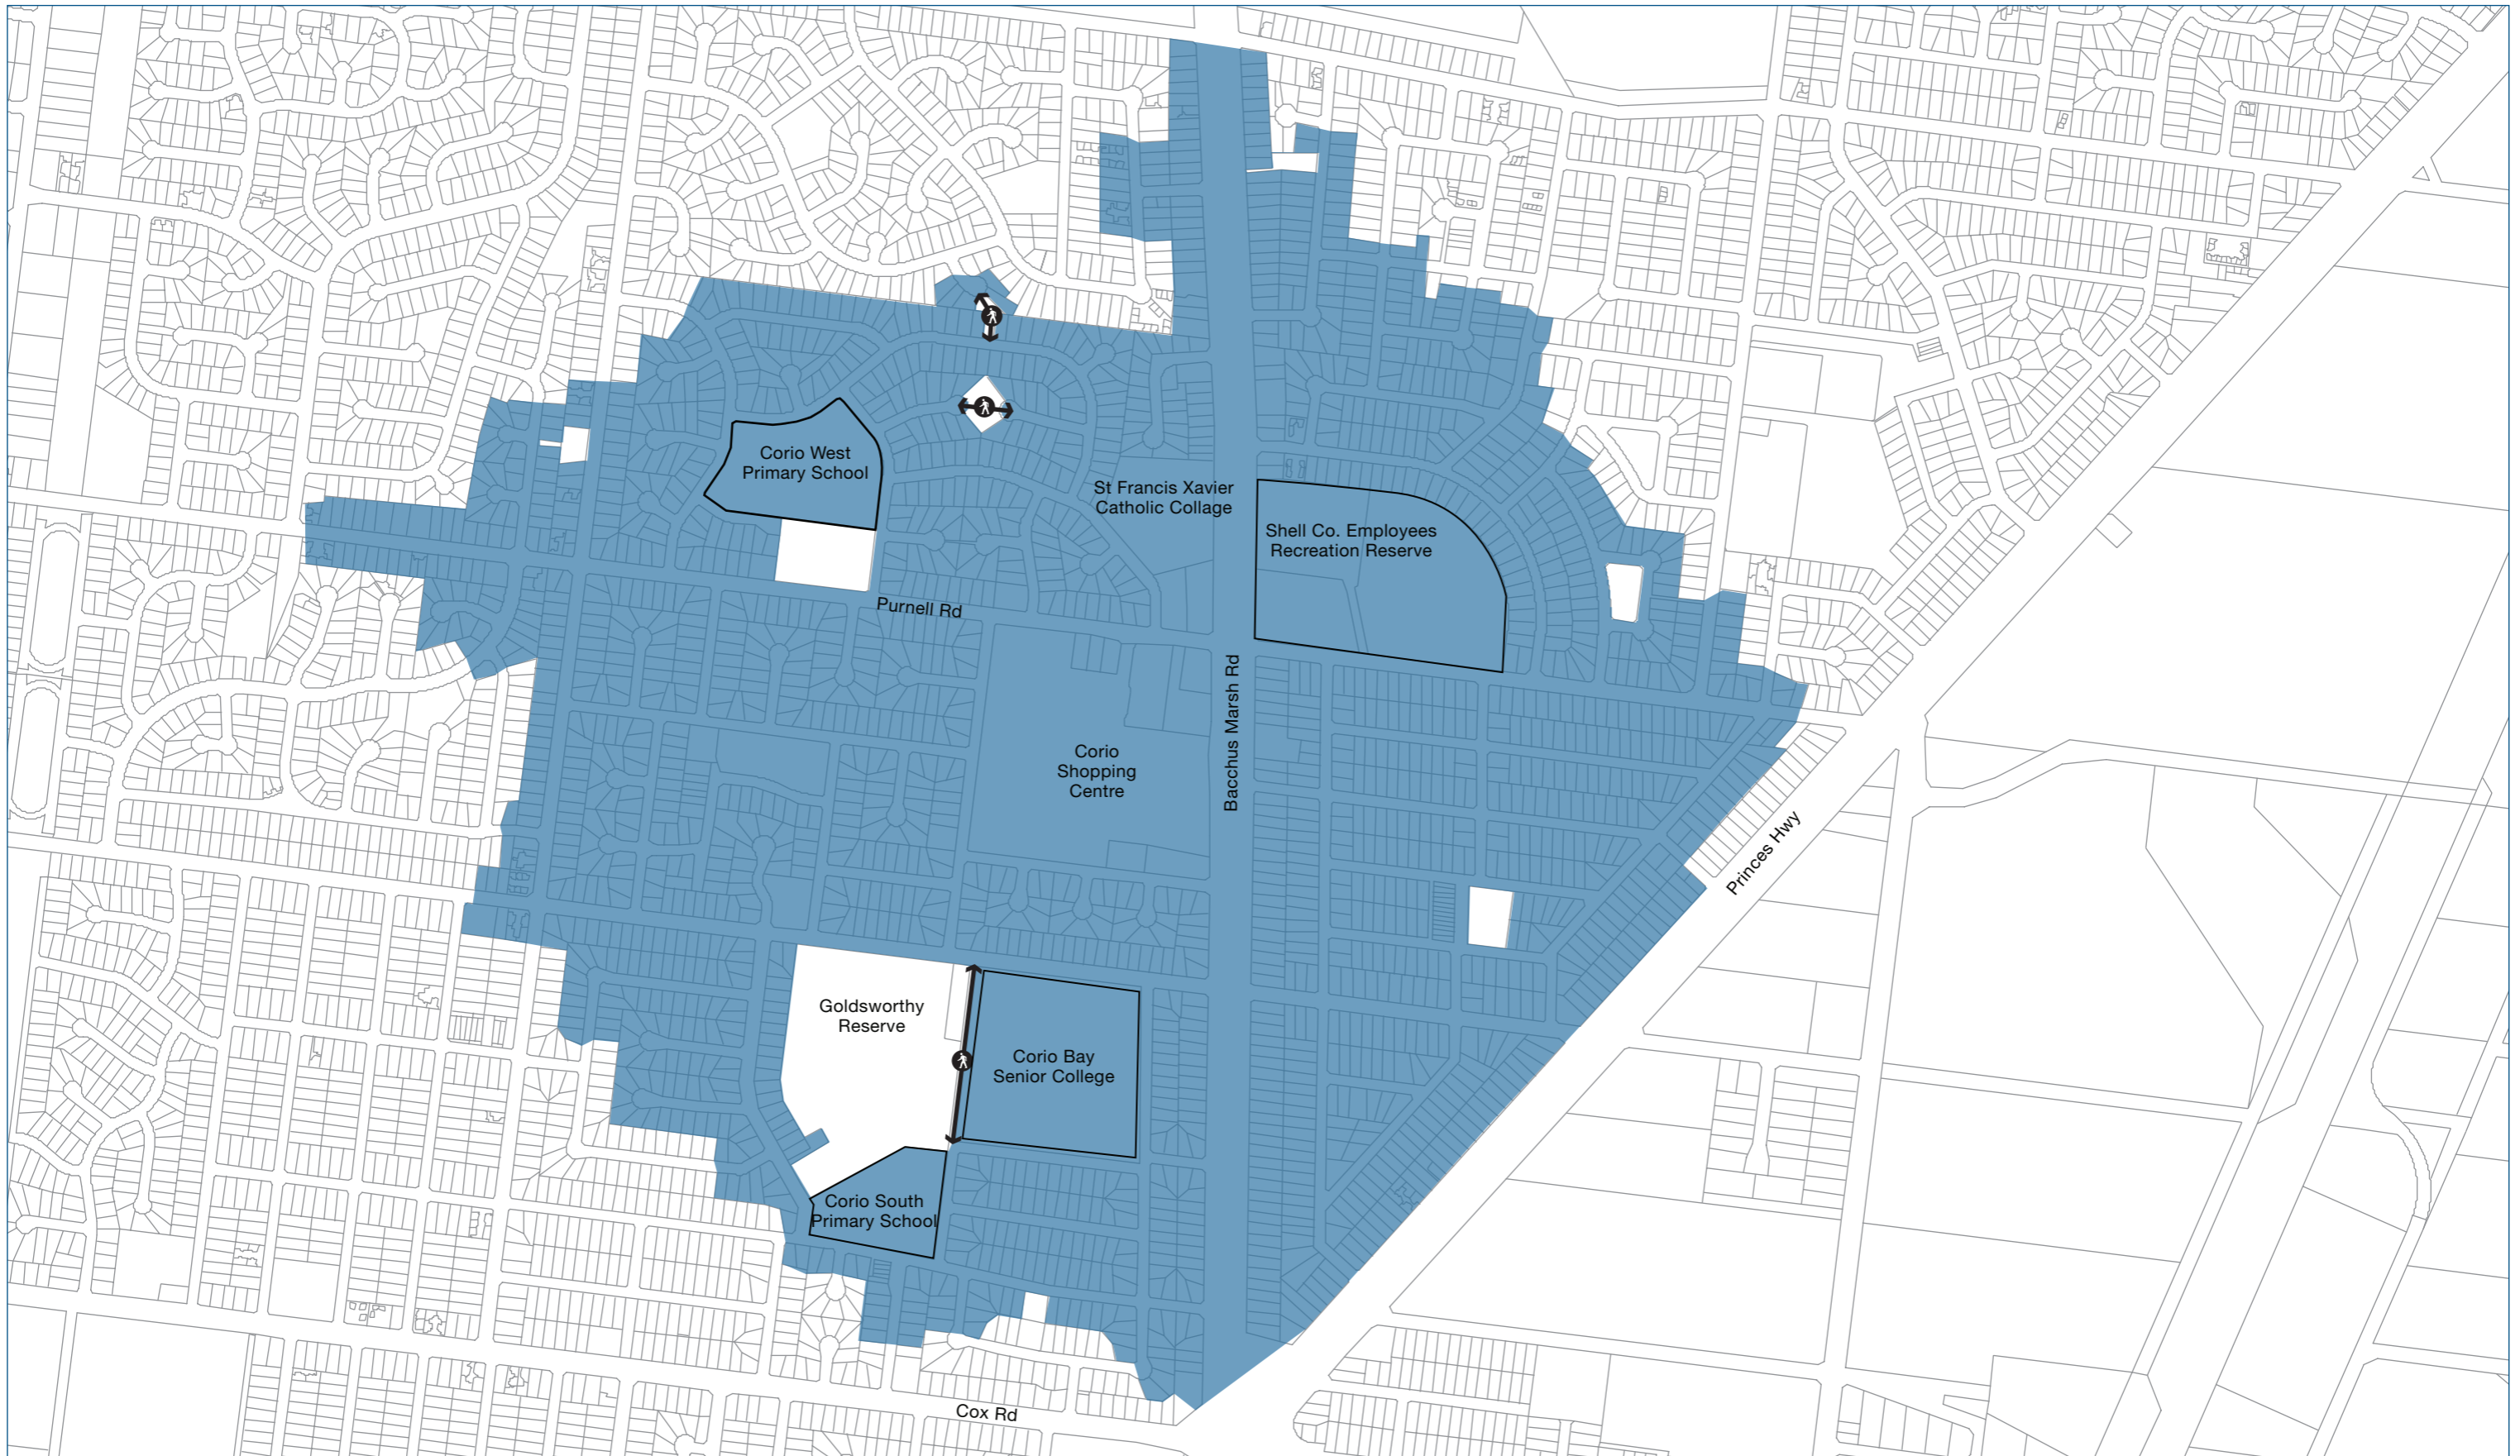 Corio West
Primary School
St Francis Xavier
Catholic Collage
Shell Co. Employees
Recreation Reserve
Purnell Rd
Bacchus Marsh Rd
Corio
Shopping
Centre
Princes Hwy
Goldsworthy
Reserve
Corio Bay
Senior College
Corio South
Primary School
Cox Rd